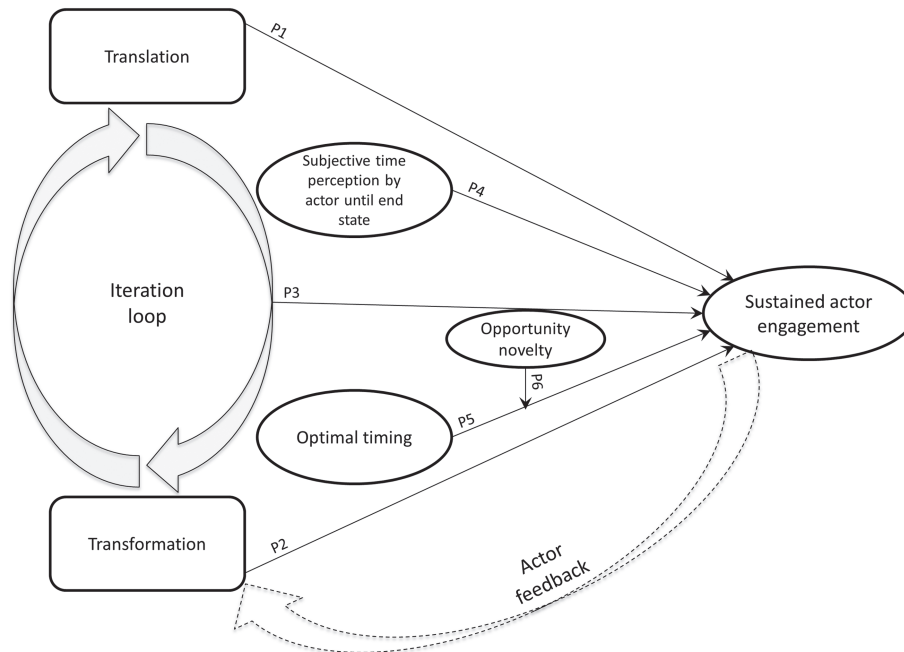 Translation
P1
Subjective time
perception by
actor until end
state
P4
Iteration
loop
P3
Sustained actor
engagement
Opportunity
novelty
P6
P5
Optimal timing
Transformation
P2
Actor
feedback